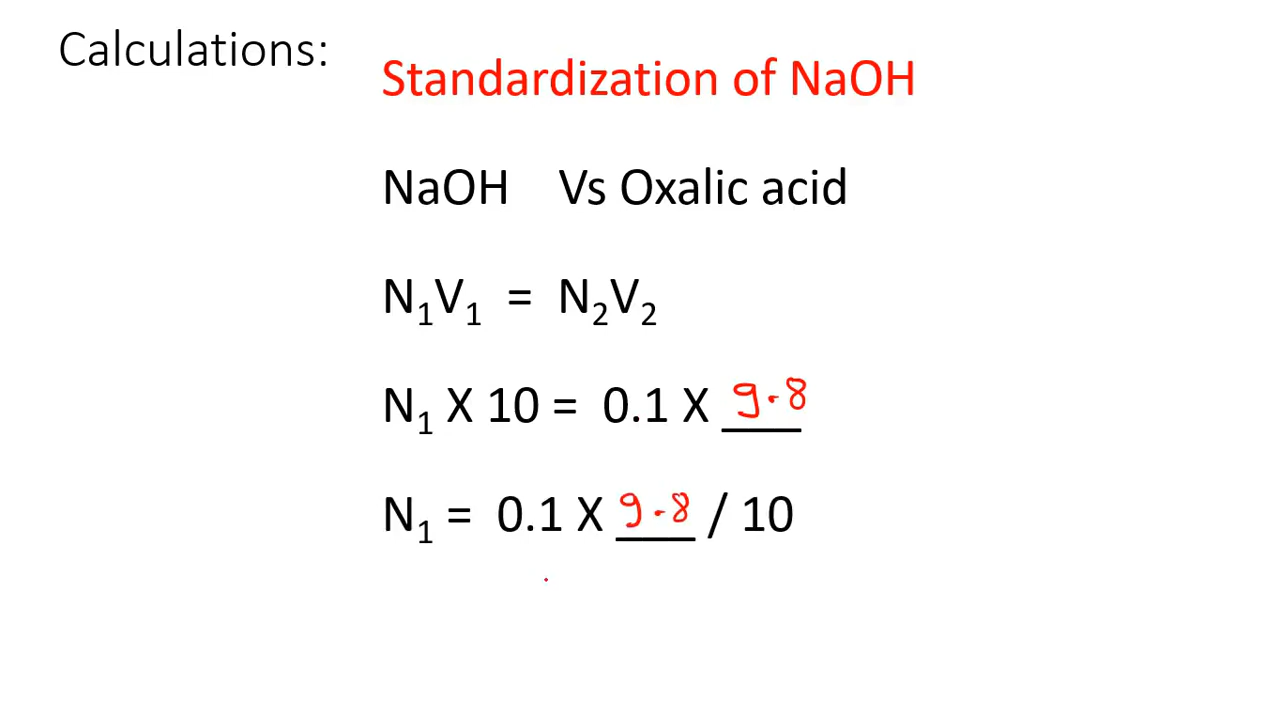 Calculations:
Standardization of NaOH
NaOH Vs Oxalic acid
N₁V₁ = N₂V₂
N₁ X 10 = 0.1 X 9.8
N₁ = 0.1 X 9.8 / 10